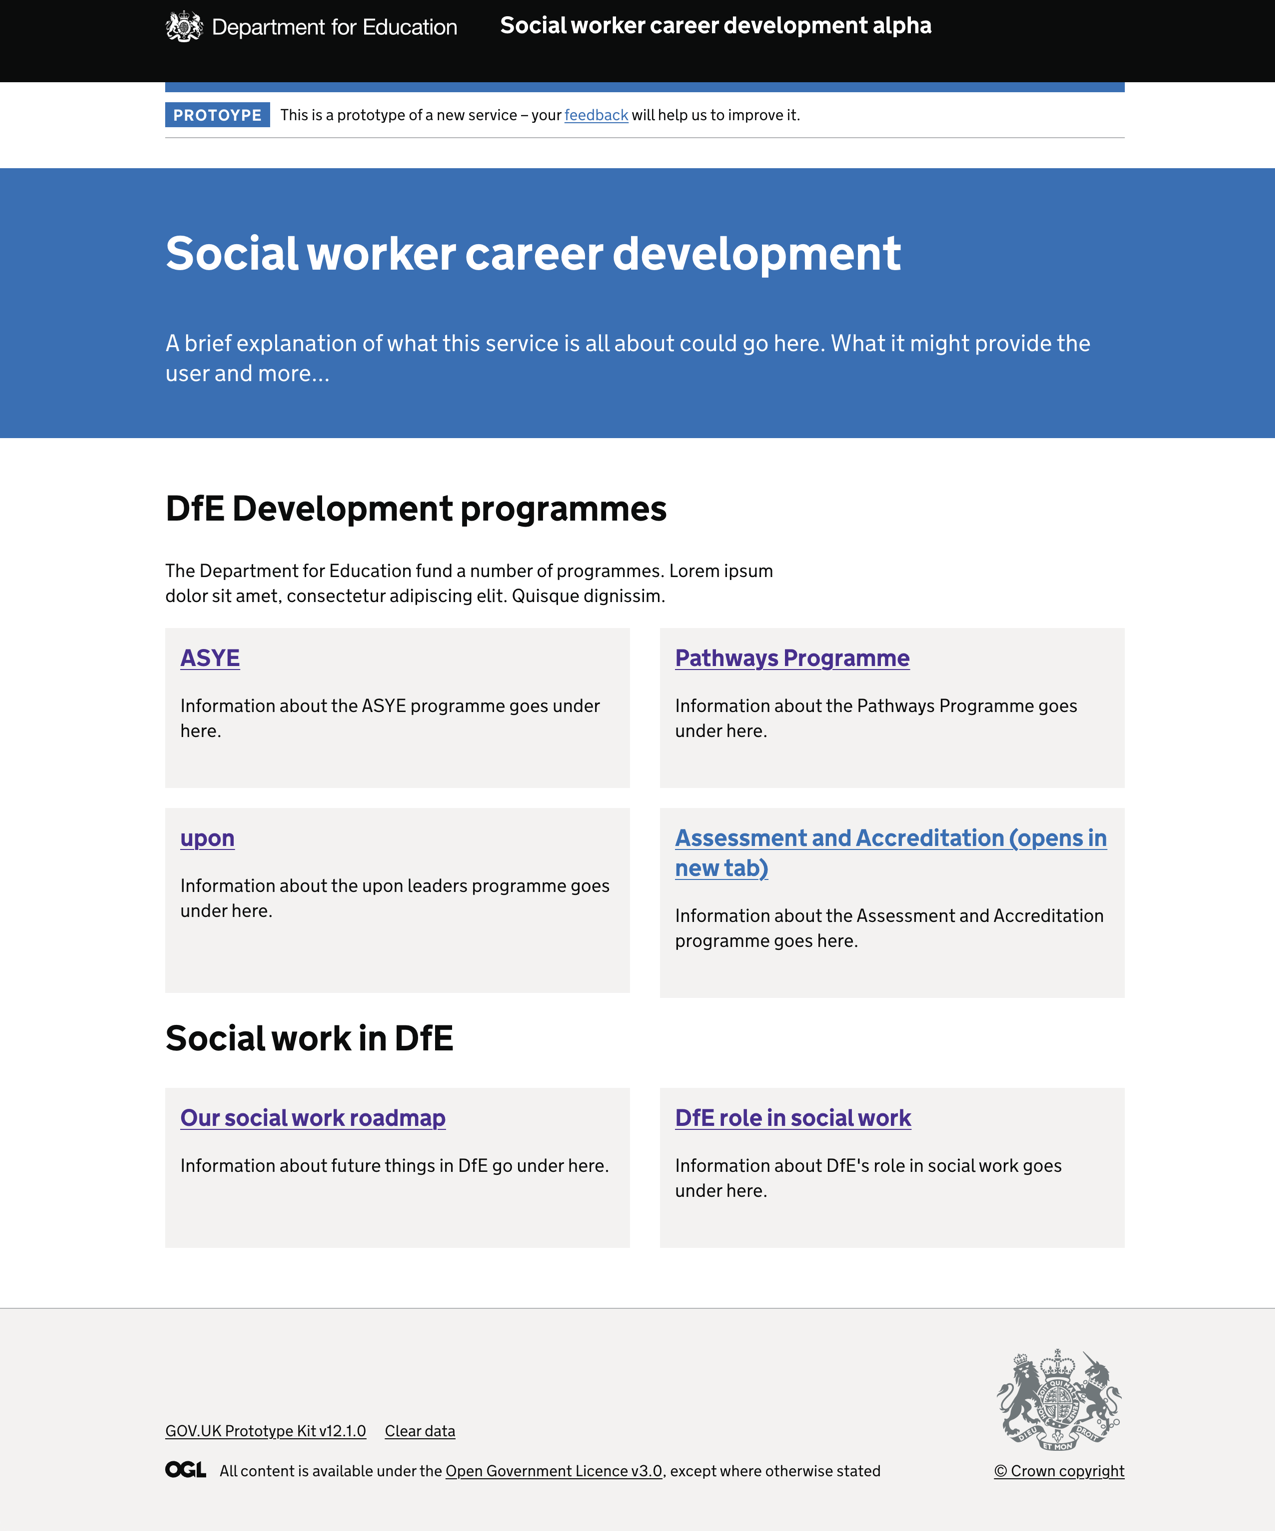 Department for Education
Social worker career development alpha
PROTOYPE
This is a prototype of a new service – your feedback will help us to improve it.
Social worker career development
A brief explanation of what this service is all about could go here. What it might provide the
user and more...
DfE Development programmes
The Department for Education fund a number of programmes. Lorem ipsum
dolor sit amet, consectetur adipiscing elit. Quisque dignissim.
ASYE
Information about the ASYE programme goes under
here.
Pathways Programme
Information about the Pathways Programme goes
under here.
upon
Information about the upon leaders programme goes
under here.
Assessment and Accreditation (opens in
new tab)
Information about the Assessment and Accreditation
programme goes here.
Social work in DfE
Our social work roadmap
Information about future things in DfE go under here.
DfE role in social work
Information about DfE's role in social work goes
under here.
GOV.UK Prototype Kit v12.1.0
Clear data
OGL
All content is available under the Open Government Licence v3.0, except where otherwise stated
DIEU ET MON DROIT
© Crown copyright